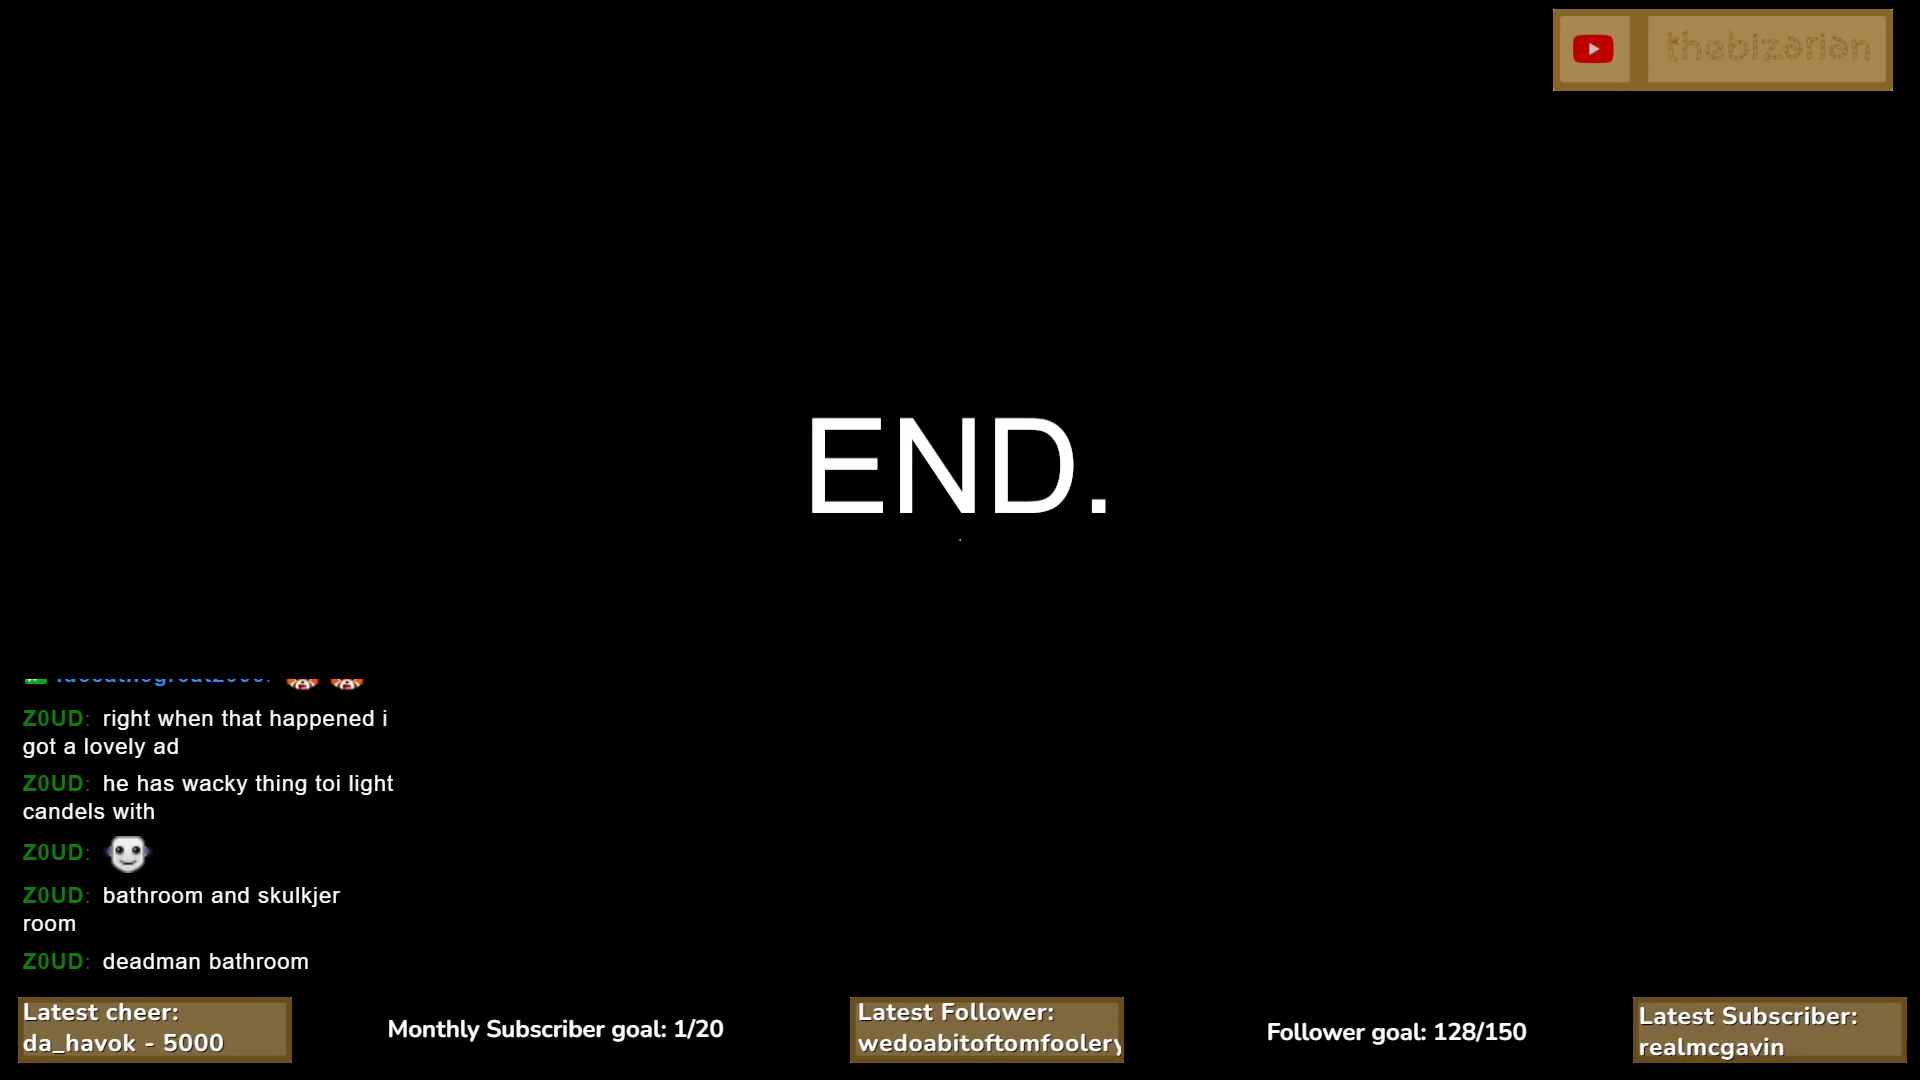 thebizərian
END.
Z0UD: right when that happened i
got a lovely ad
Z0UD: he has wacky thing toi light
candels with
Z0UD:
Z0UD: bathroom and skulkjer
room
Z0UD: deadman bathroom
Latest cheer:
da_havok - 5000
Monthly Subscriber goal: 1/20
Latest Follower:
wedoabitoftomfoolery
Follower goal: 128/150
Latest Subscriber:
realmcgavin